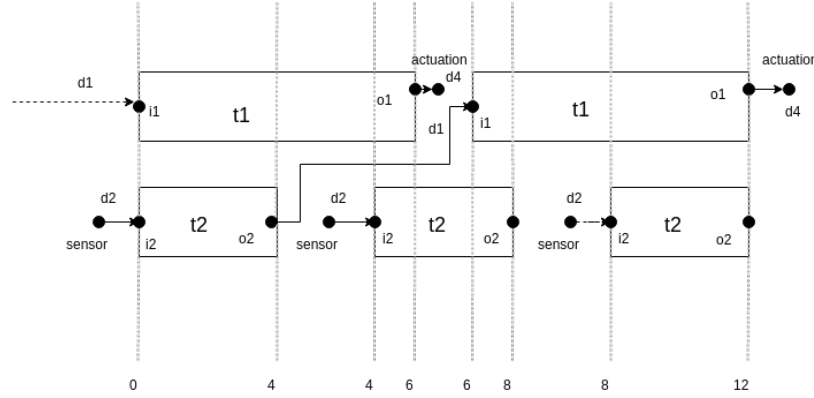 actuation
actuation
d1
d4
o1
o1
i1
t1
d1
i1
t1
d4
d2
d2
d2
t2
t2
t2
sensor
i2
o2
sensor
i2
o2
sensor
i2
o2
0
4
4
6
6
8
8
12